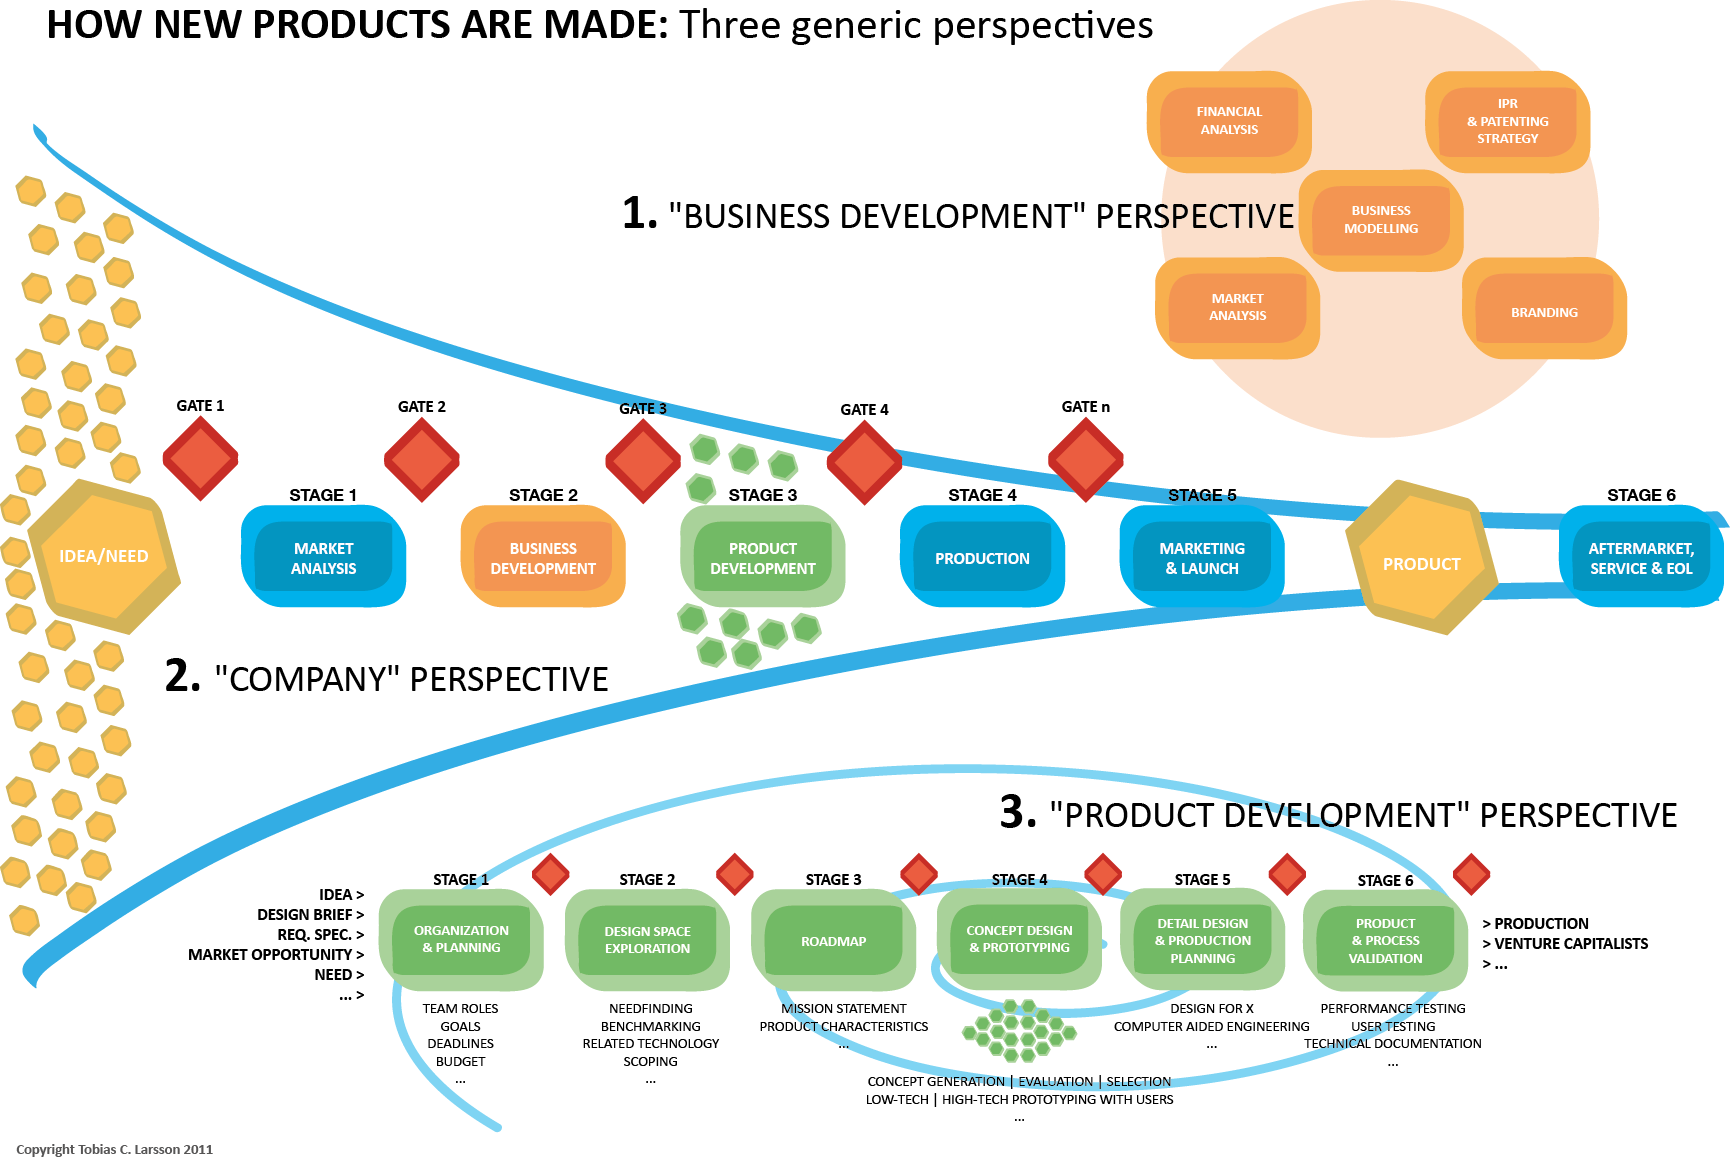 HOW NEW PRODUCTS ARE MADE: Three generic perspectives
FINANCIAL
ANALYSIS
IPR
& PATENTING
STRATEGY
1. "BUSINESS DEVELOPMENT" PERSPECTIVE
BUSINESS
MODELLING
MARKET
ANALYSIS
BRANDING
GATE 1
GATE 2
GATE 3
GATE 4
GATE n
IDEA/NEED
STAGE 1
MARKET
ANALYSIS
STAGE 2
BUSINESS
DEVELOPMENT
STAGE 3
PRODUCT
DEVELOPMENT
STAGE 4
PRODUCTION
STAGE 5
MARKETING
& LAUNCH
PRODUCT
STAGE 6
AFTERMARKET,
SERVICE & EOL
2. "COMPANY" PERSPECTIVE
3. "PRODUCT DEVELOPMENT" PERSPECTIVE
IDEA >
DESIGN BRIEF >
REQ. SPEC. >
MARKET OPPORTUNITY >
NEED >
... >
STAGE 1
ORGANIZATION
& PLANNING
TEAM ROLES
GOALS
DEADLINES
BUDGET
...
STAGE 2
DESIGN SPACE
EXPLORATION
NEEDFINDING
BENCHMARKING
RELATED TECHNOLOGY
SCOPING
...
STAGE 3
ROADMAP
MISSION STATEMENT
PRODUCT CHARACTERISTICS
...
STAGE 4
CONCEPT DESIGN
& PROTOTYPING
CONCEPT GENERATION | EVALUATION | SELECTION
LOW-TECH | HIGH-TECH PROTOTYPING WITH USERS
...
STAGE 5
DETAIL DESIGN
& PRODUCTION
PLANNING
DESIGN FOR X
COMPUTER AIDED ENGINEERING
...
STAGE 6
PRODUCT
& PROCESS
VALIDATION
PERFORMANCE TESTING
USER TESTING
TECHNICAL DOCUMENTATION
...
> PRODUCTION
> VENTURE CAPITALISTS
> ...
Copyright Tobias C. Larsson 2011